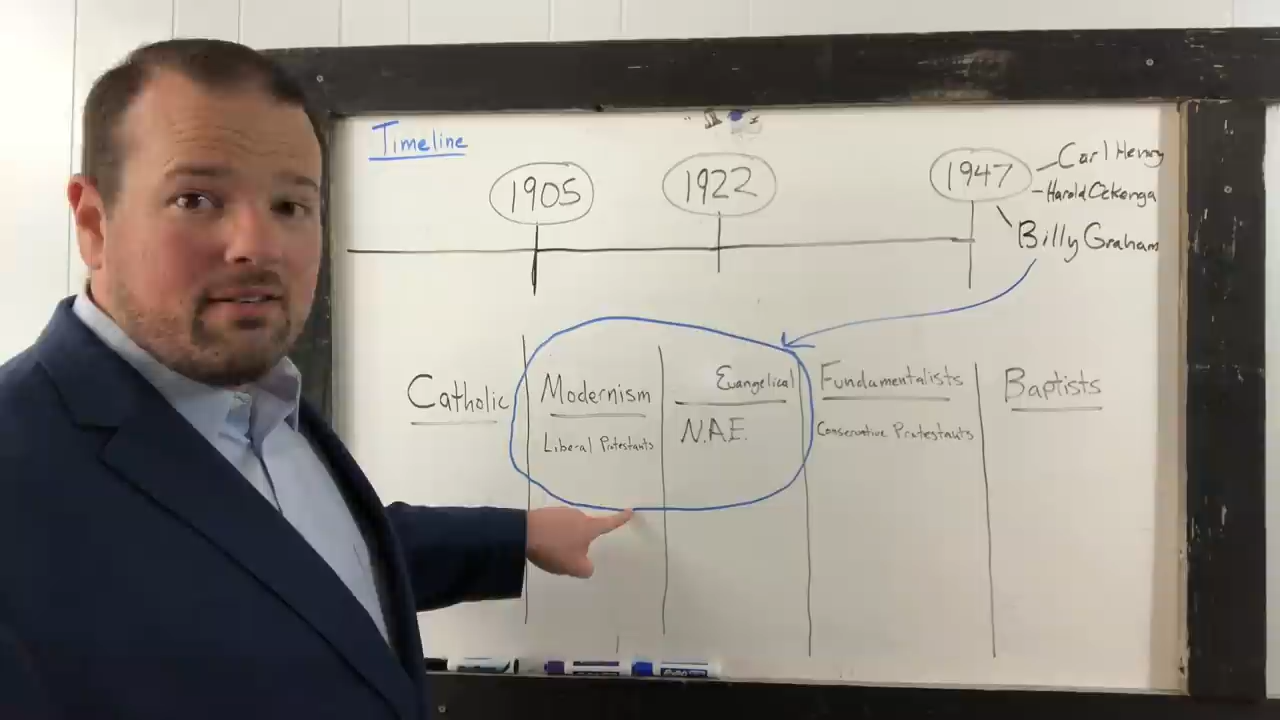 Timeline
1905
1922
1947
Carl Henry
Harold Ockenga
Billy Graham
Catholic
Modernism
Liberal Protestants
Evangelical
N.A.E.
Fundamentalists
Conservative Protestants
Baptists